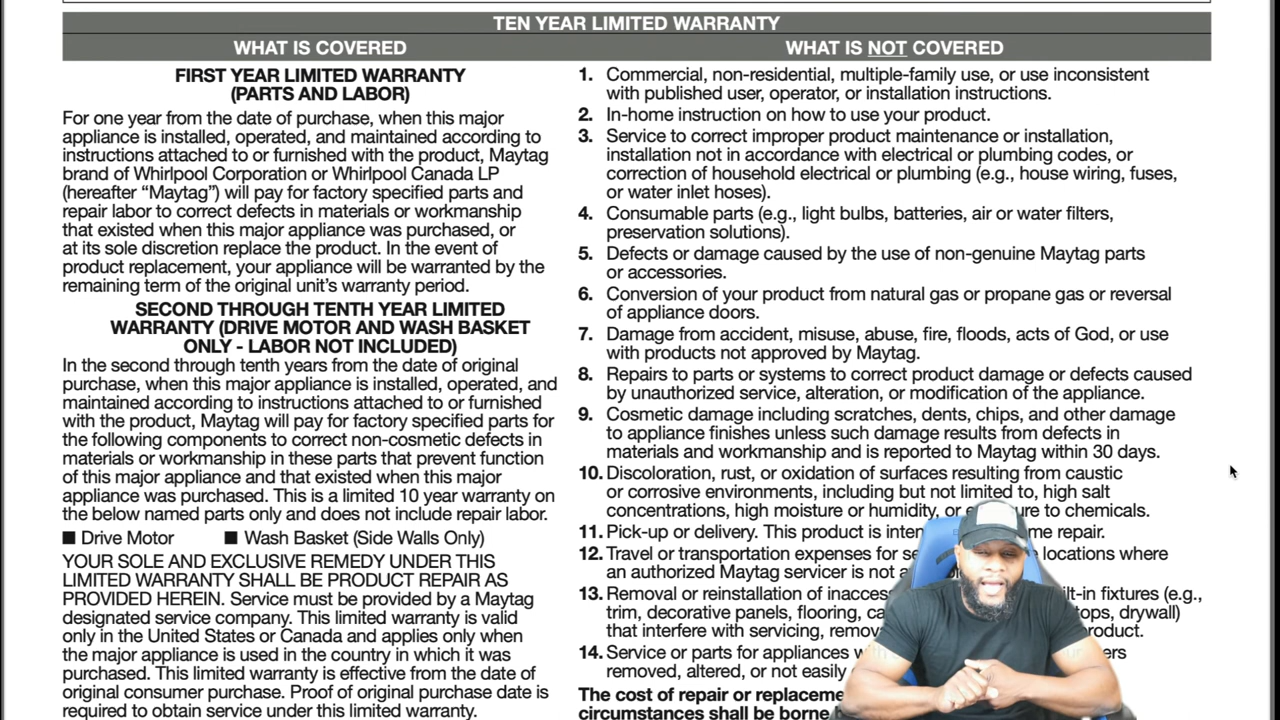 TEN YEAR LIMITED WARRANTY
WHAT IS COVERED
FIRST YEAR LIMITED WARRANTY
(PARTS AND LABOR)
For one year from the date of purchase, when this major
appliance is installed, operated, and maintained according to
instructions attached to or furnished with the product, Maytag
brand of Whirlpool Corporation or Whirlpool Canada LP
(hereafter “Maytag”) will pay for factory specified parts and
repair labor to correct defects in materials or workmanship
that existed when this major appliance was purchased, or
at its sole discretion replace the product. In the event of
product replacement, your appliance will be warranted by the
remaining term of the original unit’s warranty period.
SECOND THROUGH TENTH YEAR LIMITED
WARRANTY (DRIVE MOTOR AND WASH BASKET
ONLY - LABOR NOT INCLUDED)
In the second through tenth years from the date of original
purchase, when this major appliance is installed, operated, and
maintained according to instructions attached to or furnished
with the product, Maytag will pay for factory specified parts for
the following components to correct non-cosmetic defects in
materials or workmanship in these parts that prevent function
of this major appliance and that existed when this major
appliance was purchased. This is a limited 10 year warranty on
the below named parts only and does not include repair labor.
■ Drive Motor ■ Wash Basket (Side Walls Only)
YOUR SOLE AND EXCLUSIVE REMEDY UNDER THIS
LIMITED WARRANTY SHALL BE PRODUCT REPAIR AS
PROVIDED HEREIN. Service must be provided by a Maytag
designated service company. This limited warranty is valid
only in the United States or Canada and applies only when
the major appliance is used in the country in which it was
purchased. This limited warranty is effective from the date of
original consumer purchase. Proof of original purchase date is
required to obtain service under this limited warranty.
WHAT IS NOT COVERED
1. Commercial, non-residential, multiple-family use, or use inconsistent
with published user, operator, or installation instructions.
2. In-home instruction on how to use your product.
3. Service to correct improper product maintenance or installation,
installation not in accordance with electrical or plumbing codes, or
correction of household electrical or plumbing (e.g., house wiring, fuses,
or water inlet hoses).
4. Consumable parts (e.g., light bulbs, batteries, air or water filters,
preservation solutions).
5. Defects or damage caused by the use of non-genuine Maytag parts
or accessories.
6. Conversion of your product from natural gas or propane gas or reversal
of appliance doors.
7. Damage from accident, misuse, abuse, fire, floods, acts of God, or use
with products not approved by Maytag.
8. Repairs to parts or systems to correct product damage or defects caused
by unauthorized service, alteration, or modification of the appliance.
9. Cosmetic damage including scratches, dents, chips, and other damage
to appliance finishes unless such damage results from defects in
materials and workmanship and is reported to Maytag within 30 days.
10. Discoloration, rust, or oxidation of surfaces resulting from caustic
or corrosive environments, including but not limited to, high salt
concentrations, high moisture or humidity, or to chemicals.
11. Pick-up or delivery. This product is repair.
12. Travel or transportation expenses for locations where
an authorized Maytag servicer is not
13. Removal or reinstallation of fixtures (e.g.,
trim, decorative panels, flooring, drywall)
that interfere with servicing,
14. Service or parts for appliances
removed, altered, or not easily
The cost of repair or
circumstances shall be borne